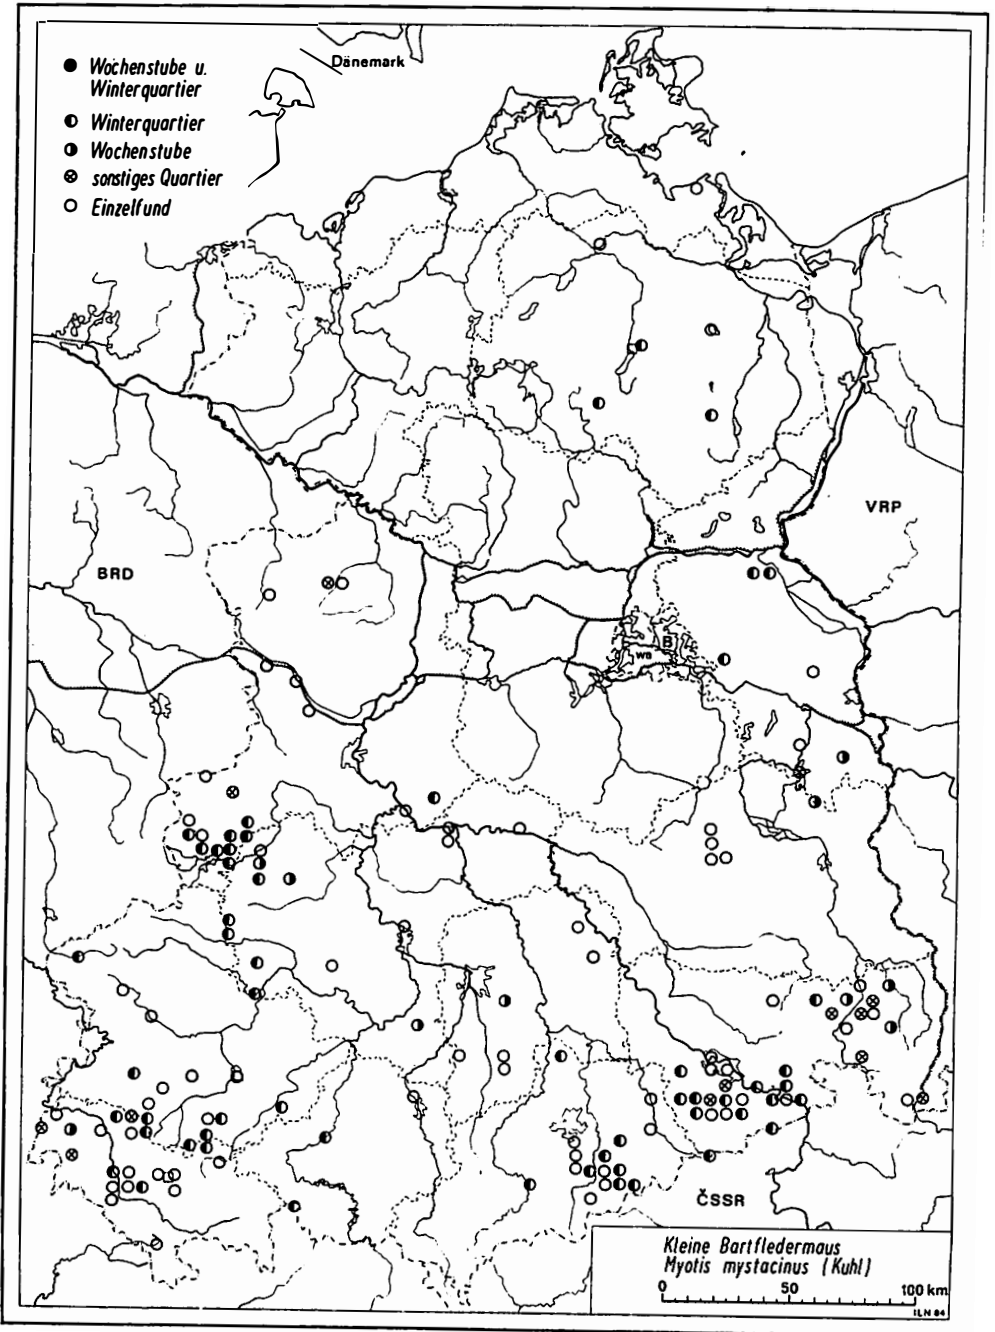 Dänemark
Wochenstube u.
Winterquartier
Winterquartier
Wochenstube
sonstiges Quartier
Einzelfund
VRP
BRD
B
WB
ČSSR
Kleine Bartfledermaus
Myotis mystacinus (Kuhl)
0 50 100 km
ILN 84